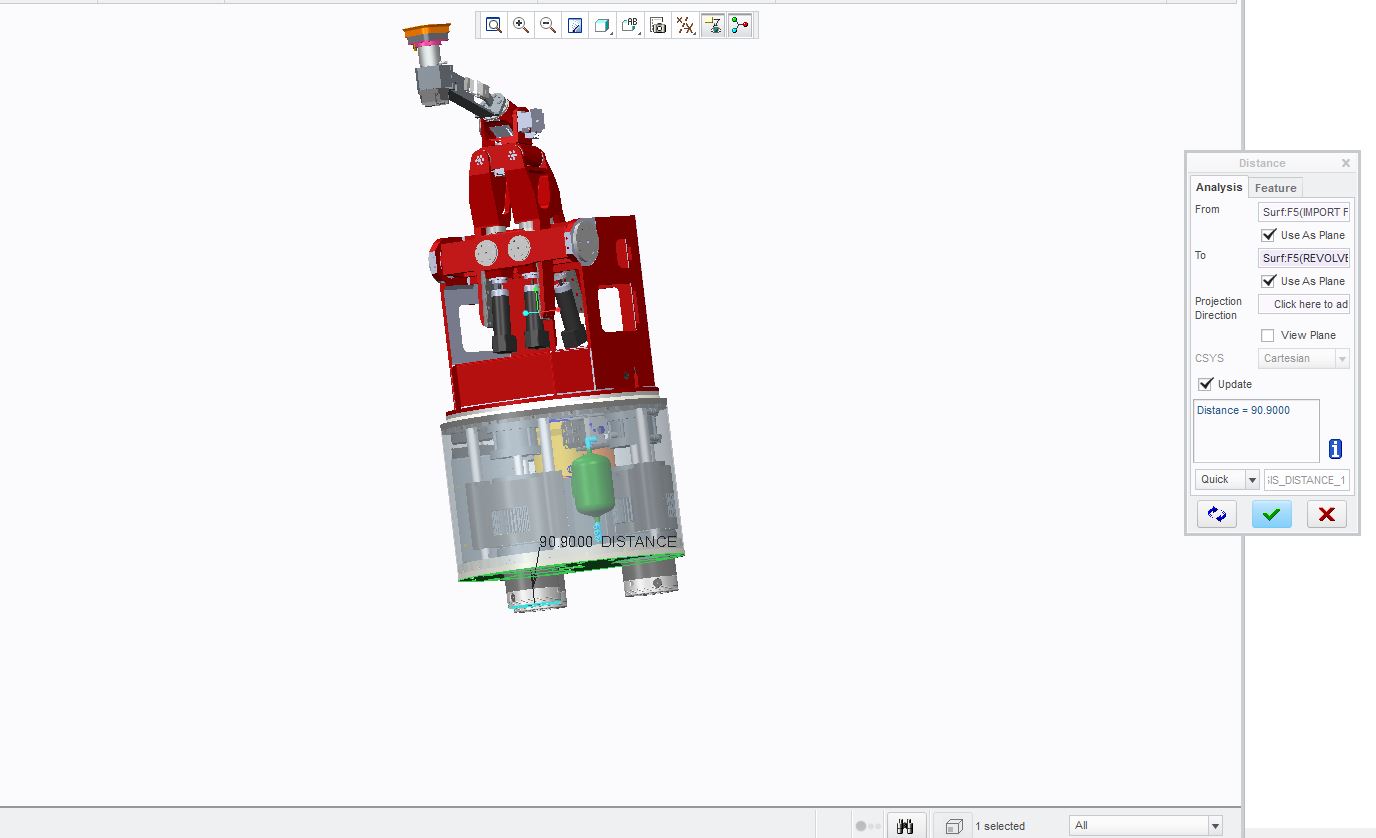 Distance
Analysis
Feature
From
Surf:F5(IMPORT F
Use As Plane
To
Surf:F5(REVOLVE
Use As Plane
Projection
Direction
Click here to ad
View Plane
CSYS
Cartesian
Update
Distance = 90.9000
Quick
IS_DISTANCE_1
90.9000 DISTANCE
1 selected
All